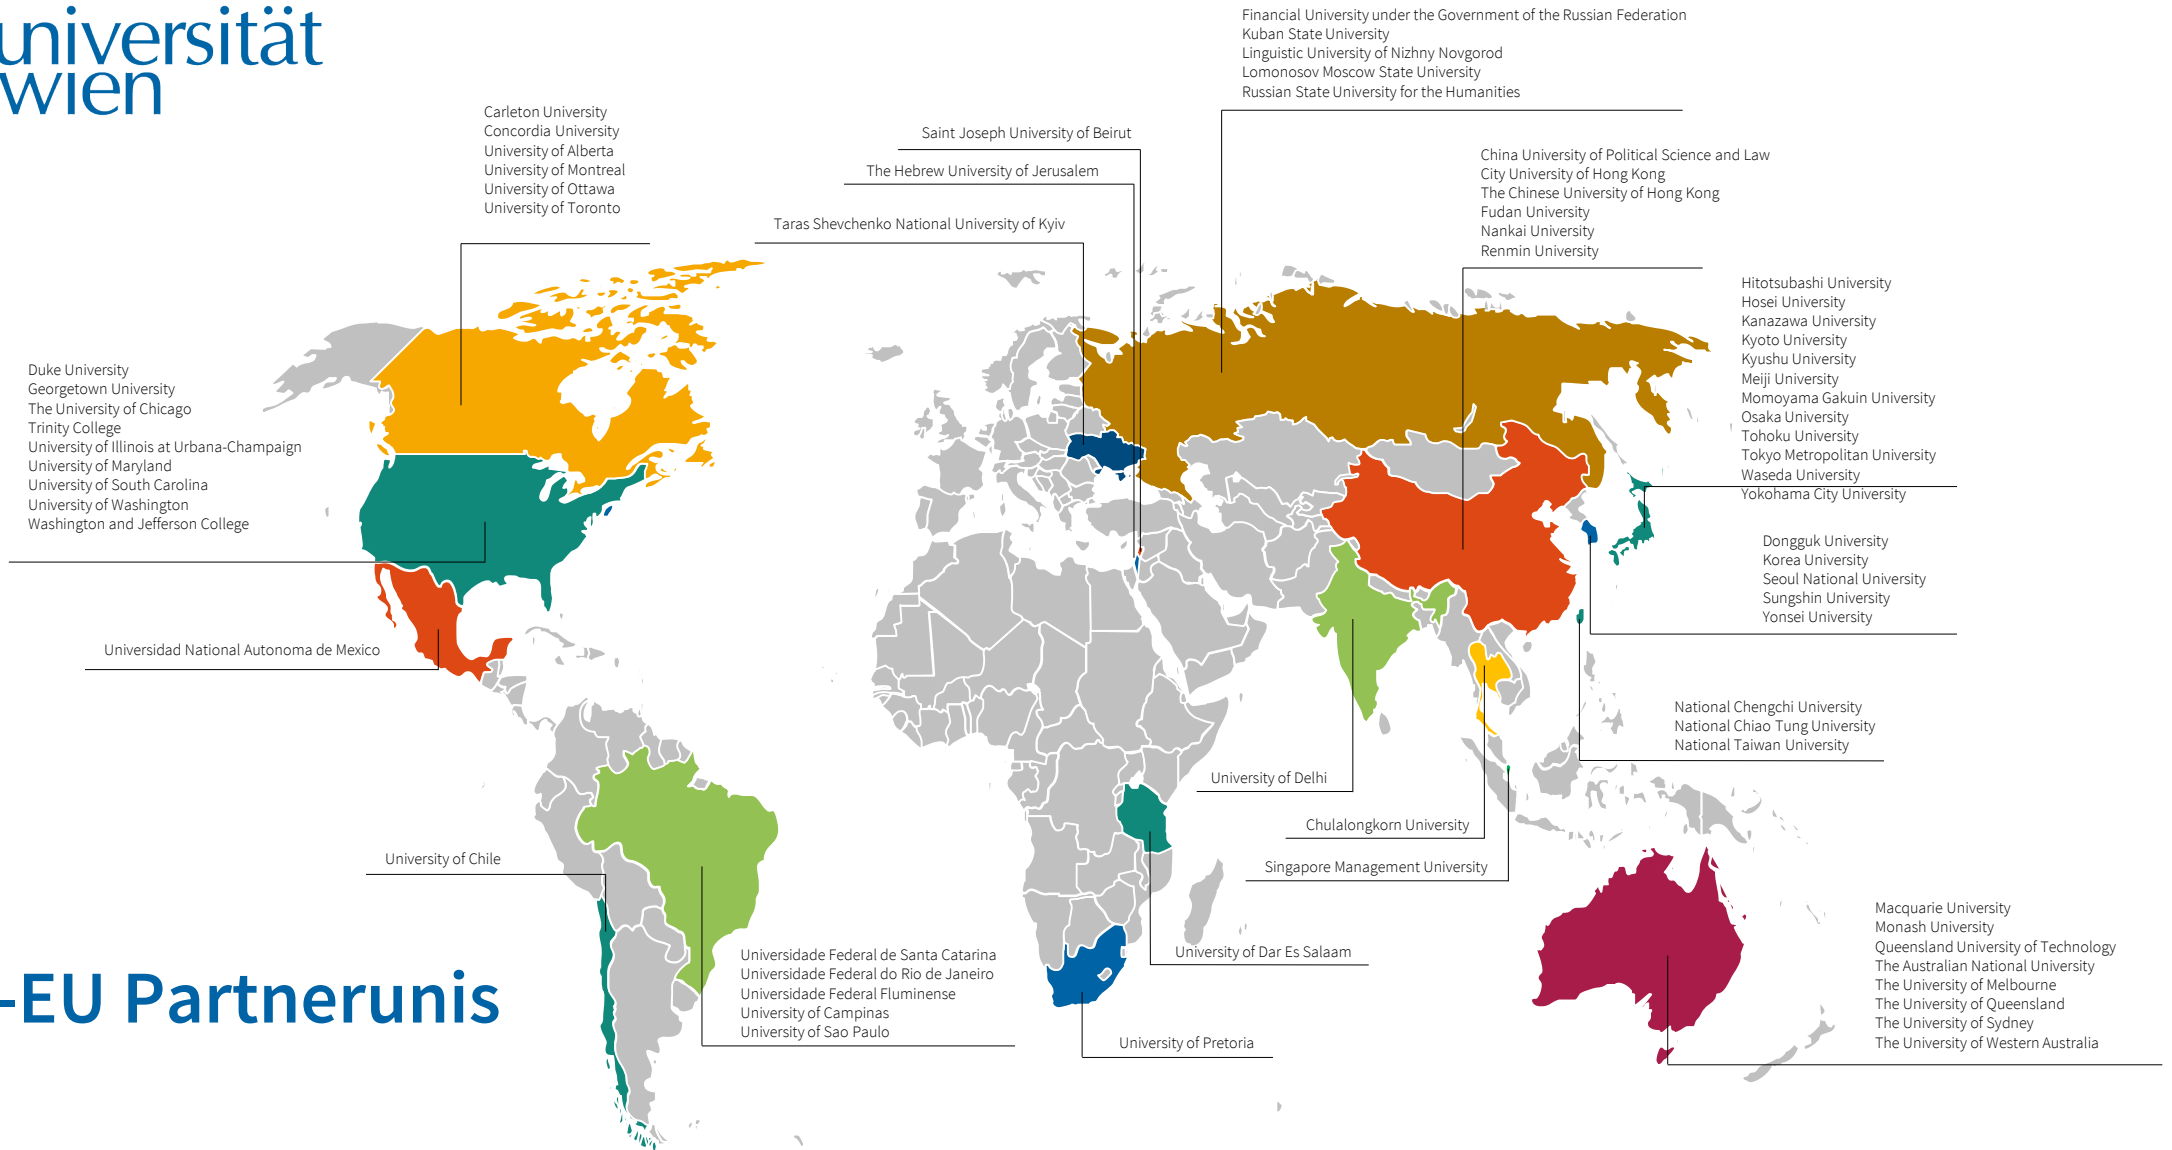 universität
wien
Financial University under the Government of the Russian Federation
Kuban State University
Linguistic University of Nizhny Novgorod
Lomonosov Moscow State University
Russian State University for the Humanities
Carleton University
Concordia University
University of Alberta
University of Montreal
University of Ottawa
University of Toronto
Saint Joseph University of Beirut
The Hebrew University of Jerusalem
Taras Shevchenko National University of Kyiv
China University of Political Science and Law
City University of Hong Kong
The Chinese University of Hong Kong
Fudan University
Nankai University
Renmin University
Hitotsubashi University
Hosei University
Kanazawa University
Kyoto University
Kyushu University
Meiji University
Momoyama Gakuin University
Osaka University
Tohoku University
Tokyo Metropolitan University
Waseda University
Yokohama City University
Duke University
Georgetown University
The University of Chicago
Trinity College
University of Illinois at Urbana-Champaign
University of Maryland
University of South Carolina
University of Washington
Washington and Jefferson College
Dongguk University
Korea University
Seoul National University
Sungshin University
Yonsei University
Universidad National Autonoma de Mexico
National Chengchi University
National Chiao Tung University
National Taiwan University
University of Delhi
Chulalongkorn University
Singapore Management University
University of Chile
Macquarie University
Monash University
Queensland University of Technology
The Australian National University
The University of Melbourne
The University of Queensland
The University of Sydney
The University of Western Australia
University of Dar Es Salaam
Universidade Federal de Santa Catarina
Universidade Federal do Rio de Janeiro
Universidade Federal Fluminense
University of Campinas
University of Sao Paulo
University of Pretoria
-EU Partnerunis